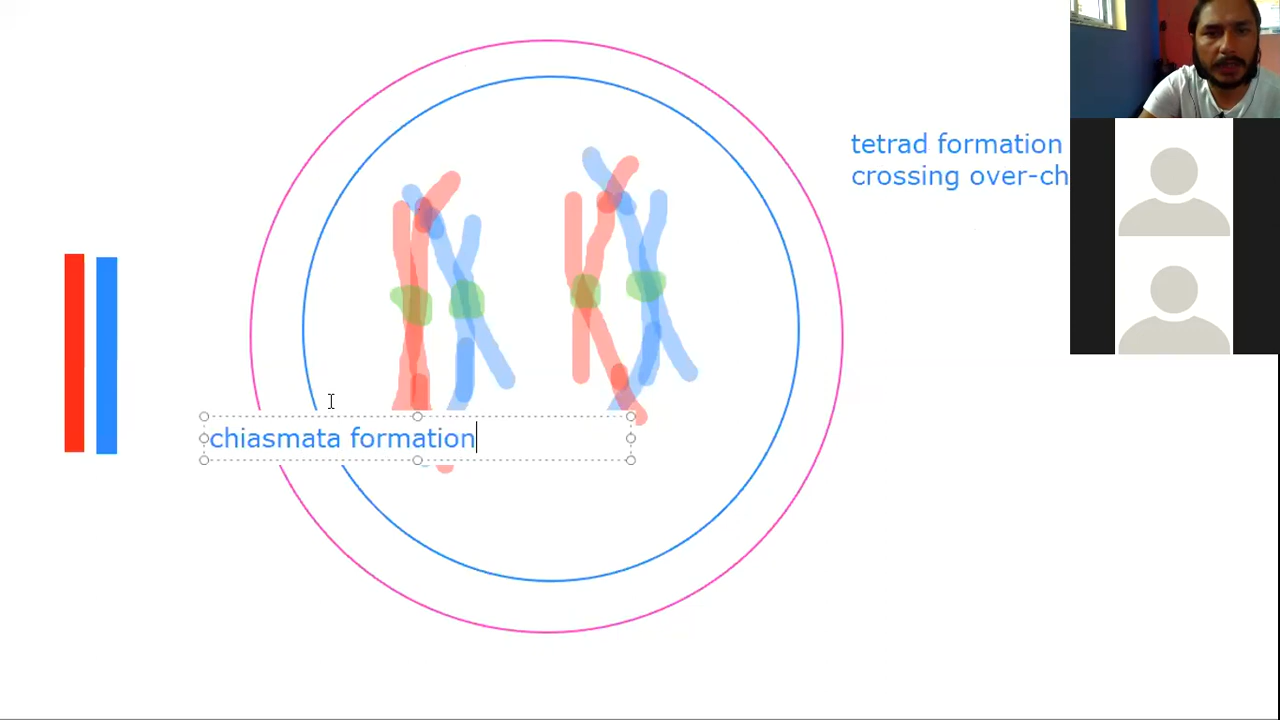 tetrad formation
crossing over-ch
chiasmata formation